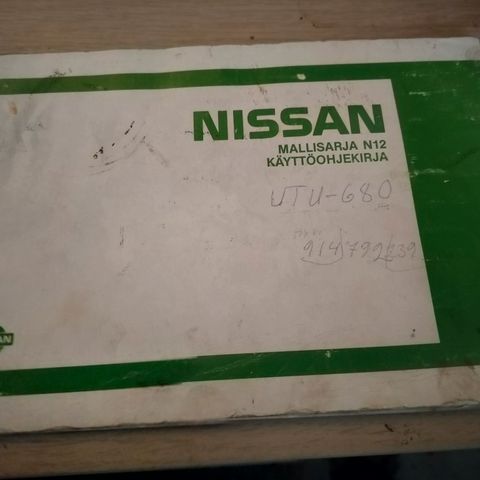 NISSAN
MALLISARJA N12
KÄYTTÖOHJEKIRJA
UTU-680